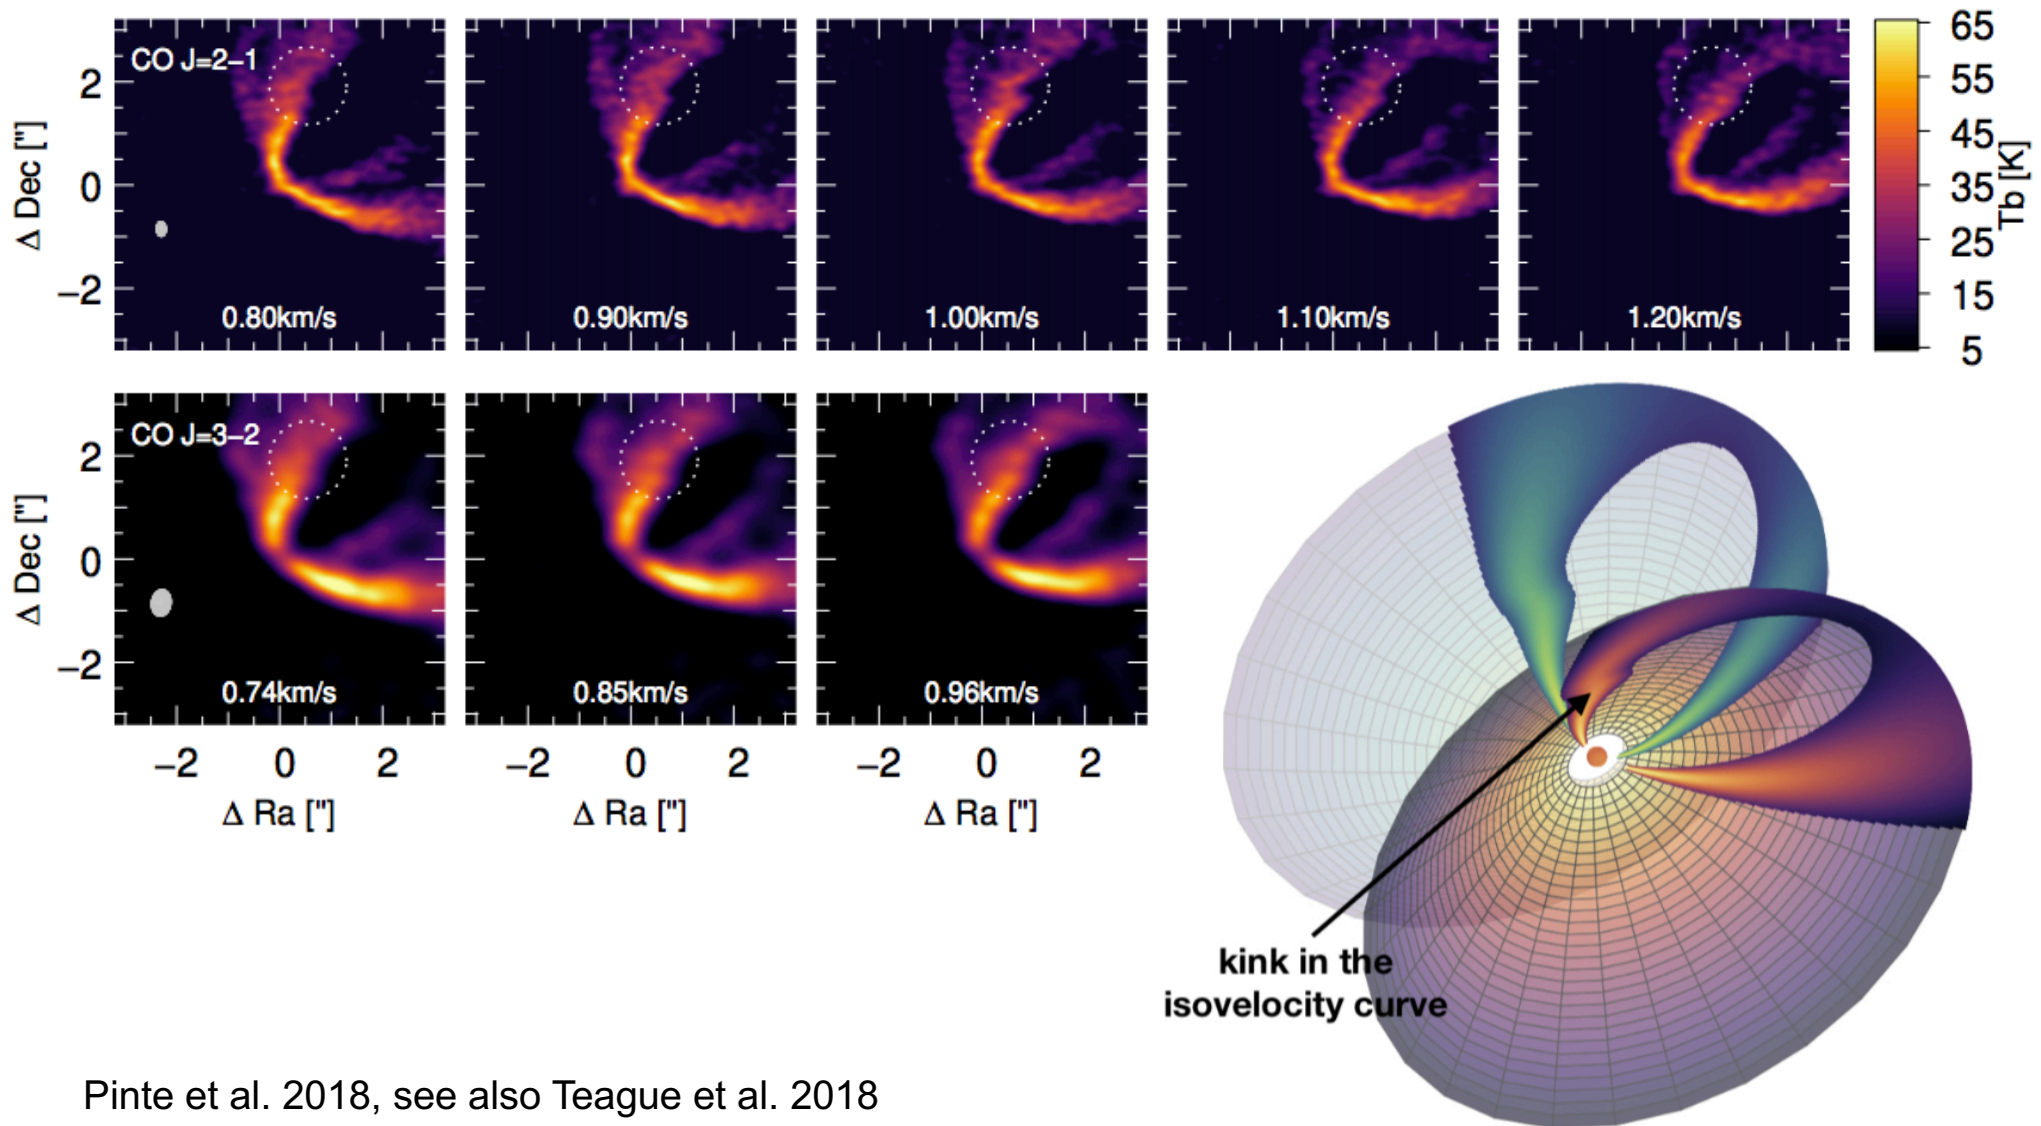 CO J=2–1
0.80km/s
0.90km/s
1.00km/s
1.10km/s
1.20km/s
Δ Dec ["]
2
0
−2
65
55
45
35
25
15
5
Tb [K]
CO J=3–2
0.74km/s
0.85km/s
0.96km/s
Δ Dec ["]
2
0
−2
−2 0 2
−2 0 2
−2 0 2
Δ Ra ["]
Δ Ra ["]
Δ Ra ["]
kink in the
isovelocity curve
Pinte et al. 2018, see also Teague et al. 2018